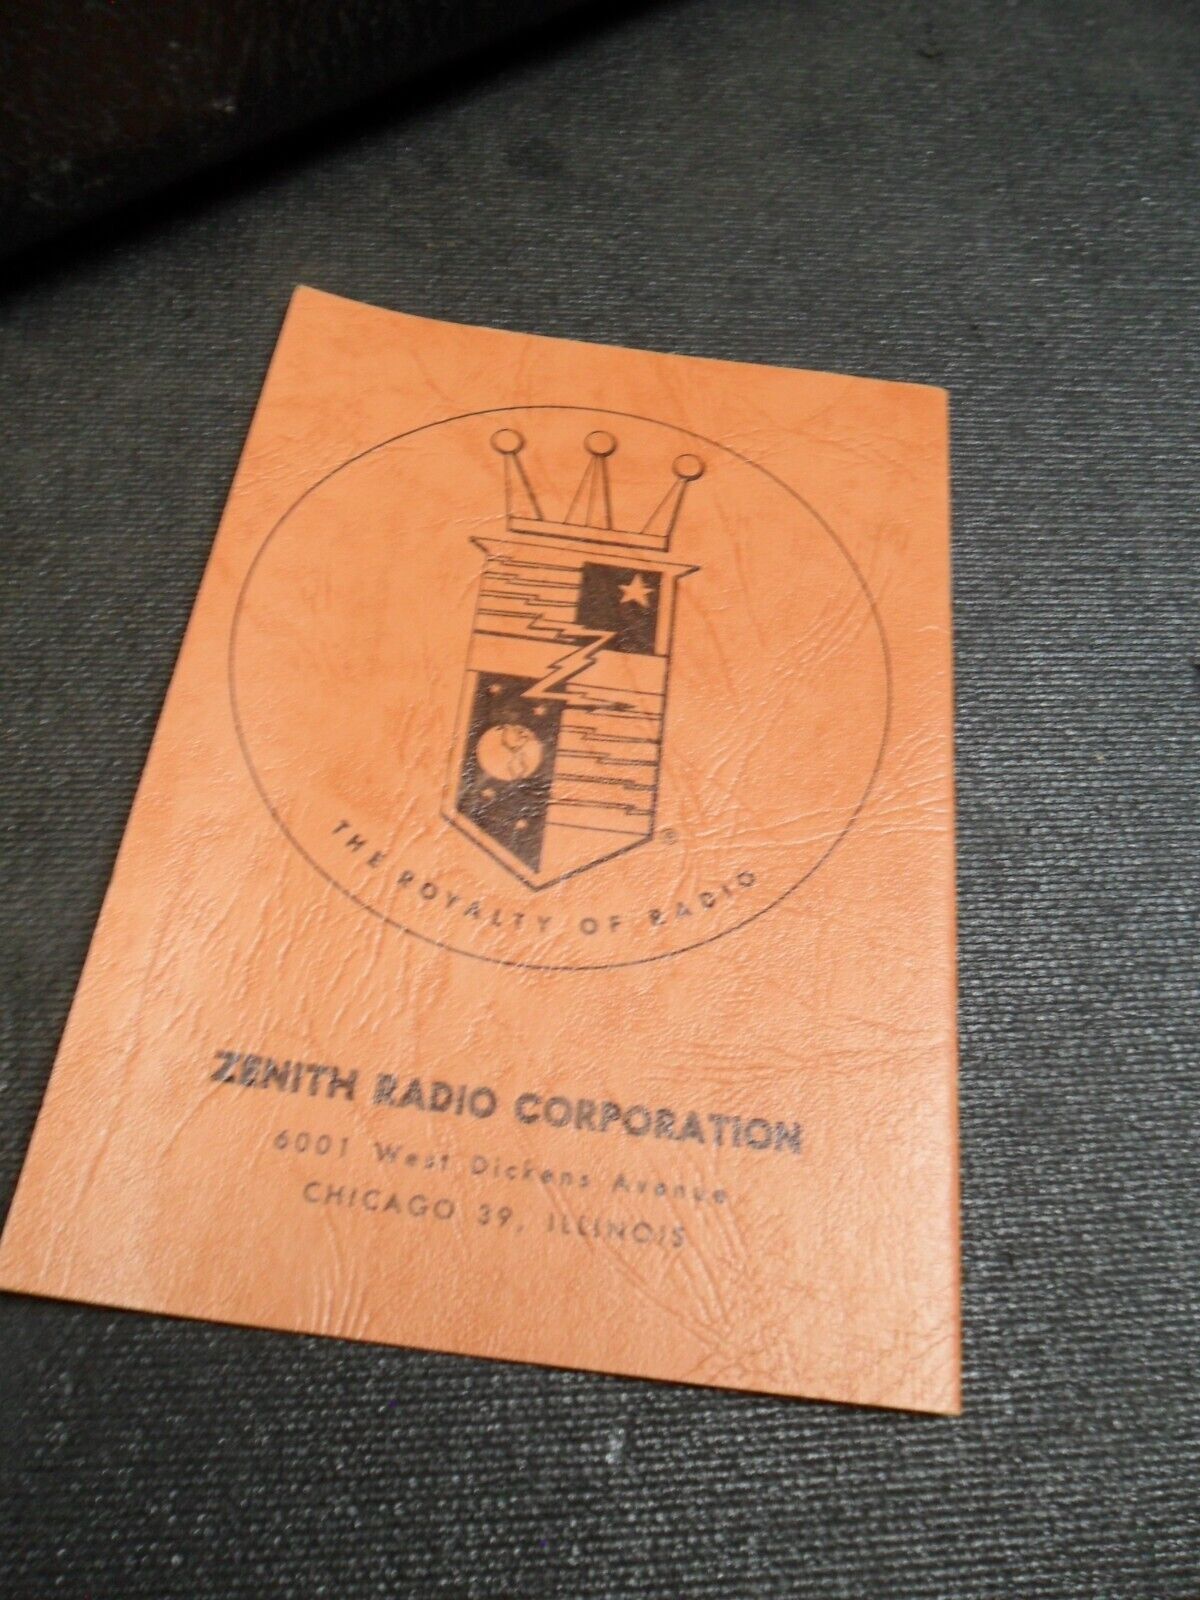 ®
THE ROYALTY OF RADIO
ZENITH RADIO CORPORATION
6001 West Dickens Avenue
CHICAGO 39, ILLINOIS